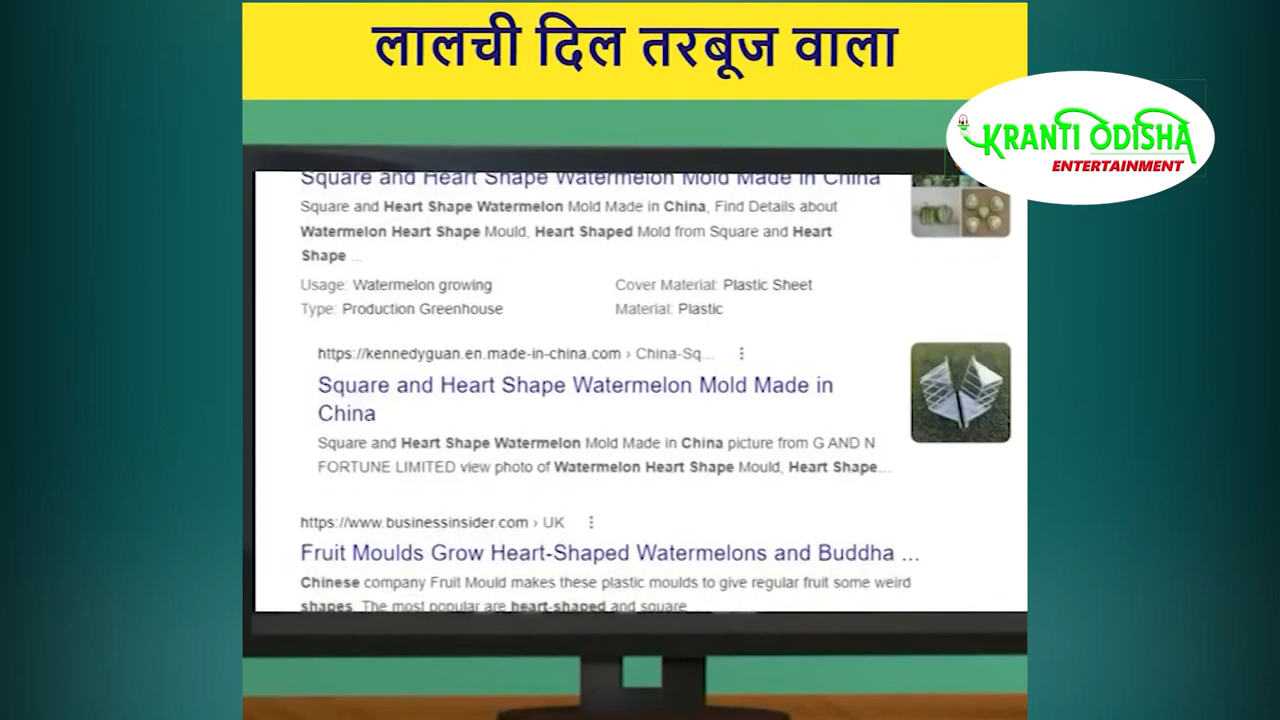 लालची दिल तरबूज वाला
KRANTI ODISHA
ENTERTAINMENT
Square and Heart Shape Watermelon Mold Made in China
Square and Heart Shape Watermelon Mold Made in China, Find Details about
Watermelon Heart Shape Mould, Heart Shaped Mold from Square and Heart
Shape ...
Usage: Watermelon growing Cover Material: Plastic Sheet
Type: Production Greenhouse Material: Plastic
https://kennedyguan.en.made-in-china.com › China-Sq...
Square and Heart Shape Watermelon Mold Made in
China
Square and Heart Shape Watermelon Mold Made in China picture from G AND N
FORTUNE LIMITED view photo of Watermelon Heart Shape Mould, Heart Shape...
https://www.businessinsider.com › UK
Fruit Moulds Grow Heart-Shaped Watermelons and Buddha ...
Chinese company Fruit Mould makes these plastic moulds to give regular fruit some weird
shapes. The most popular are heart-shaped and square